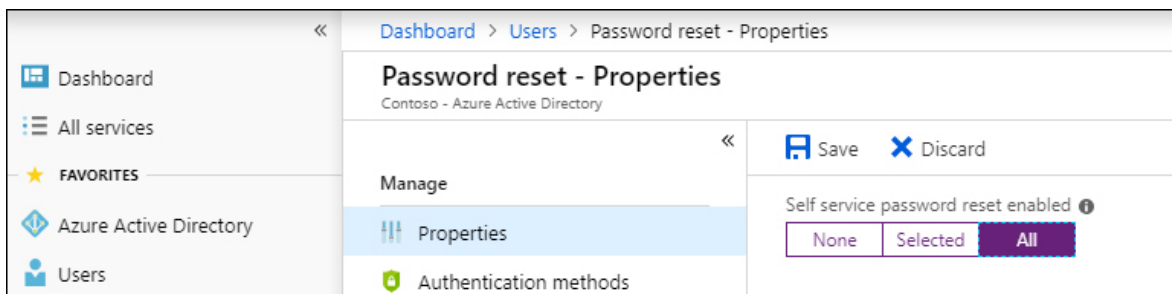 Dashboard > Users > Password reset - Properties
Dashboard
All services
FAVORITES
Azure Active Directory
Users
Password reset - Properties
Contoso - Azure Active Directory
Manage
Properties
Authentication methods
Save Discard
Self service password reset enabled
None Selected All